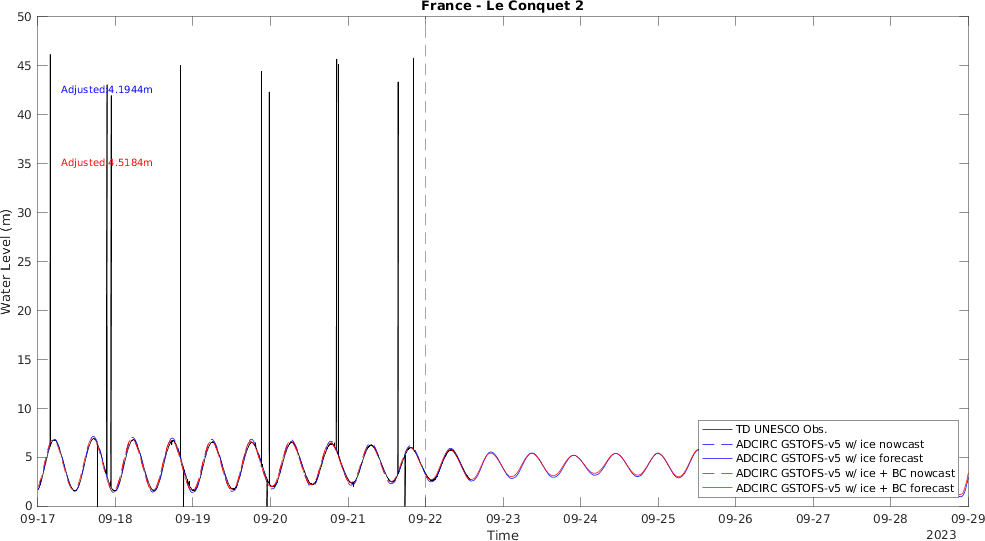 France - Le Conquet 2
50
45
40
35
30
25
20
15
10
5
0
Water Level (m)
Adjusted 4.1944m
Adjusted 4.5184m
TD UNESCO Obs.
ADCIRC GSTOFS-v5 w/ ice nowcast
ADCIRC GSTOFS-v5 w/ ice forecast
ADCIRC GSTOFS-v5 w/ ice + BC nowcast
ADCIRC GSTOFS-v5 w/ ice + BC forecast
09-17 09-18 09-19 09-20 09-21 09-22 09-23 09-24 09-25 09-26 09-27 09-28 09-29
Time
2023